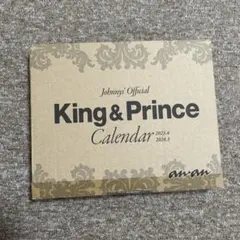 Johnnys' Official
King & Prince
Calendar 2023.4
2024.3
an·an